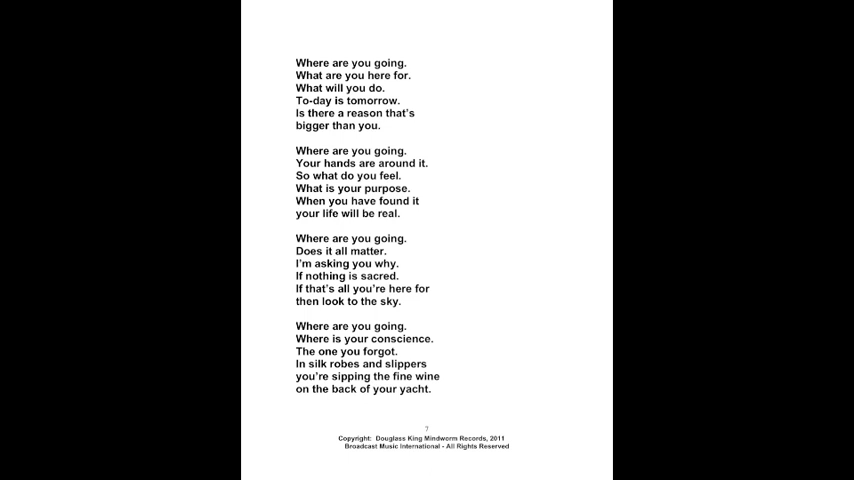 Where are you going.
What are you here for.
What will you do.
To-day is tomorrow.
Is there a reason that's
bigger than you.

Where are you going.
Your hands are around it.
So what do you feel.
What is your purpose.
When you have found it
your life will be real.

Where are you going.
Does it all matter.
I'm asking you why.
If nothing is sacred.
If that's all you're here for
then look to the sky.

Where are you going.
Where is your conscience.
The one you forgot.
In silk robes and slippers
you're sipping the fine wine
on the back of your yacht.

7
Copyright: Douglass King Mindworm Records, 2011
Broadcast Music International - All Rights Reserved